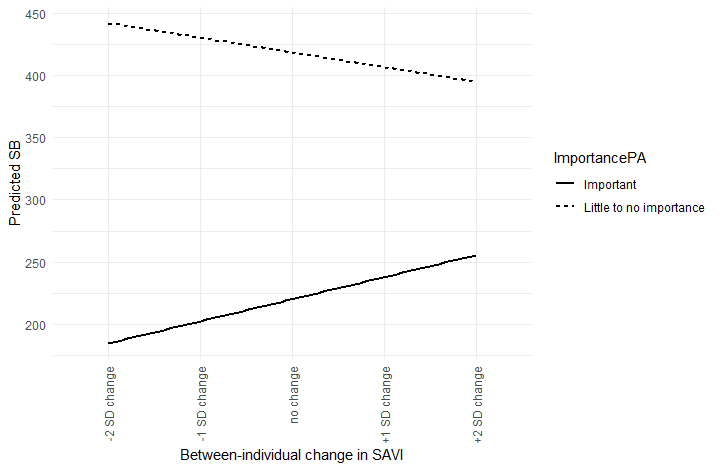 450
400
350
300
250
200
Predicted SB
-2 SD change
-1 SD change
no change
+1 SD change
+2 SD change
Between-individual change in SAVI
ImportancePA
Important
Little to no importance